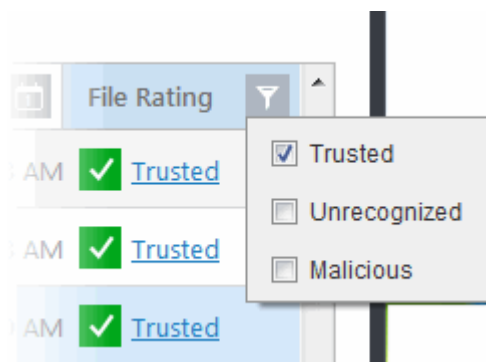 File Rating
Trusted
AM Trusted
Unrecognized
AM Trusted
Malicious
AM Trusted